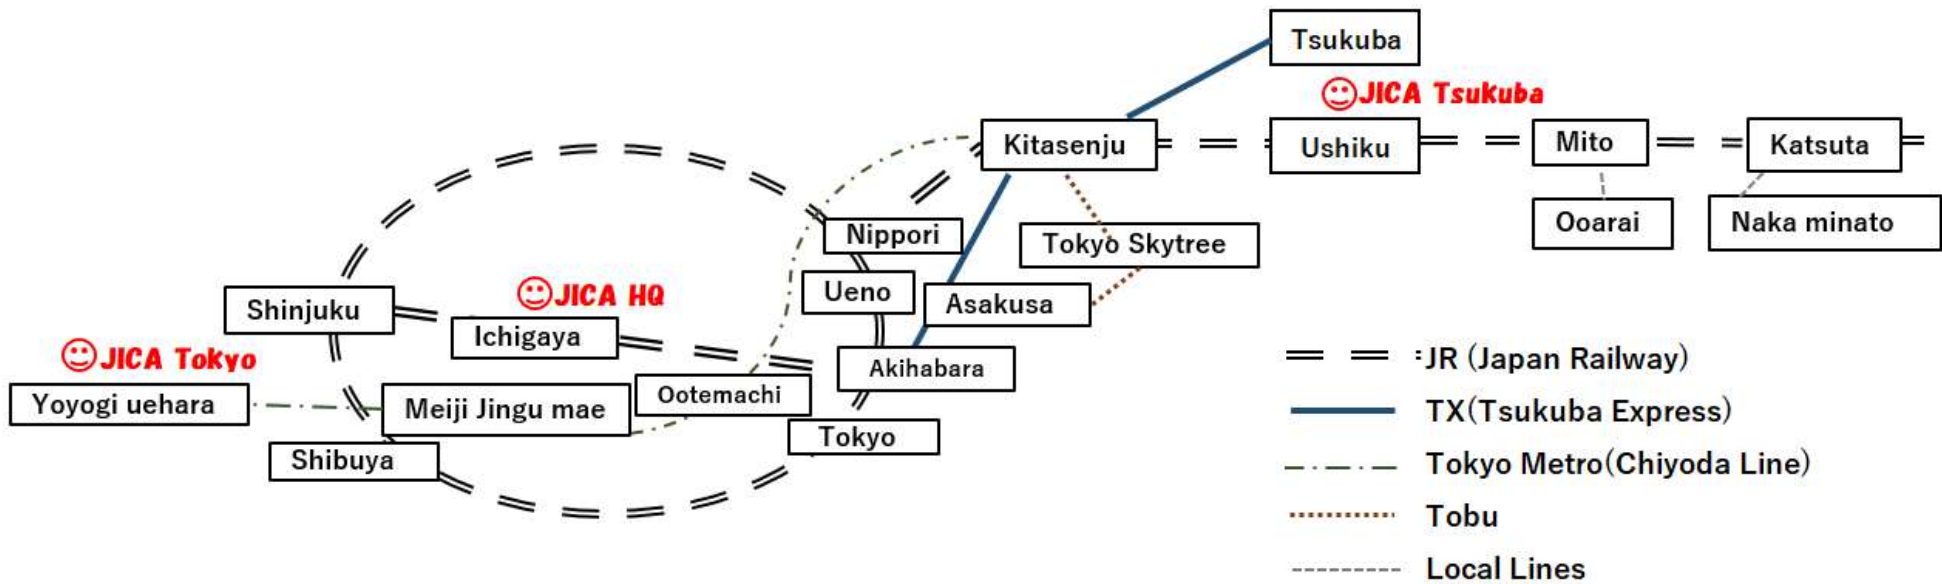 Tsukuba
JICA Tsukuba
Kitasenju
Ushiku
Mito
Katsuta
Ooarai
Naka minato
Nippori
Tokyo Skytree
Ueno
Asakusa
Shinjuku
JICA HQ
Ichigaya
Akihabara
JICA Tokyo
Yoyogi uehara
Meiji Jingu mae
Ootemachi
Tokyo
Shibuya
JR (Japan Railway)
TX(Tsukuba Express)
Tokyo Metro(Chiyoda Line)
Tobu
Local Lines